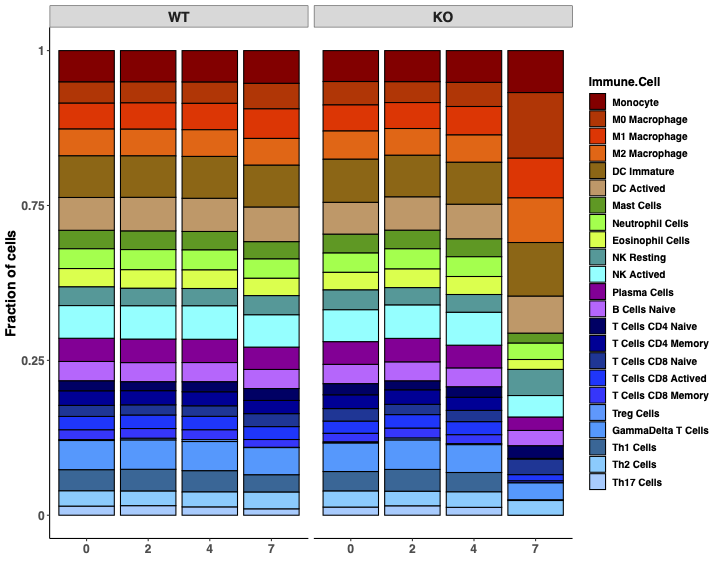 WT
KO
1
0.75
0.25
0
Fraction of cells
0 2 4 7
0 2 4 7
Immune.Cell
Monocyte
M0 Macrophage
M1 Macrophage
M2 Macrophage
DC Immature
DC Actived
Mast Cells
Neutrophil Cells
Eosinophil Cells
NK Resting
NK Actived
Plasma Cells
B Cells Naive
T Cells CD4 Naive
T Cells CD4 Memory
T Cells CD8 Naive
T Cells CD8 Actived
T Cells CD8 Memory
Treg Cells
GammaDelta T Cells
Th1 Cells
Th2 Cells
Th17 Cells